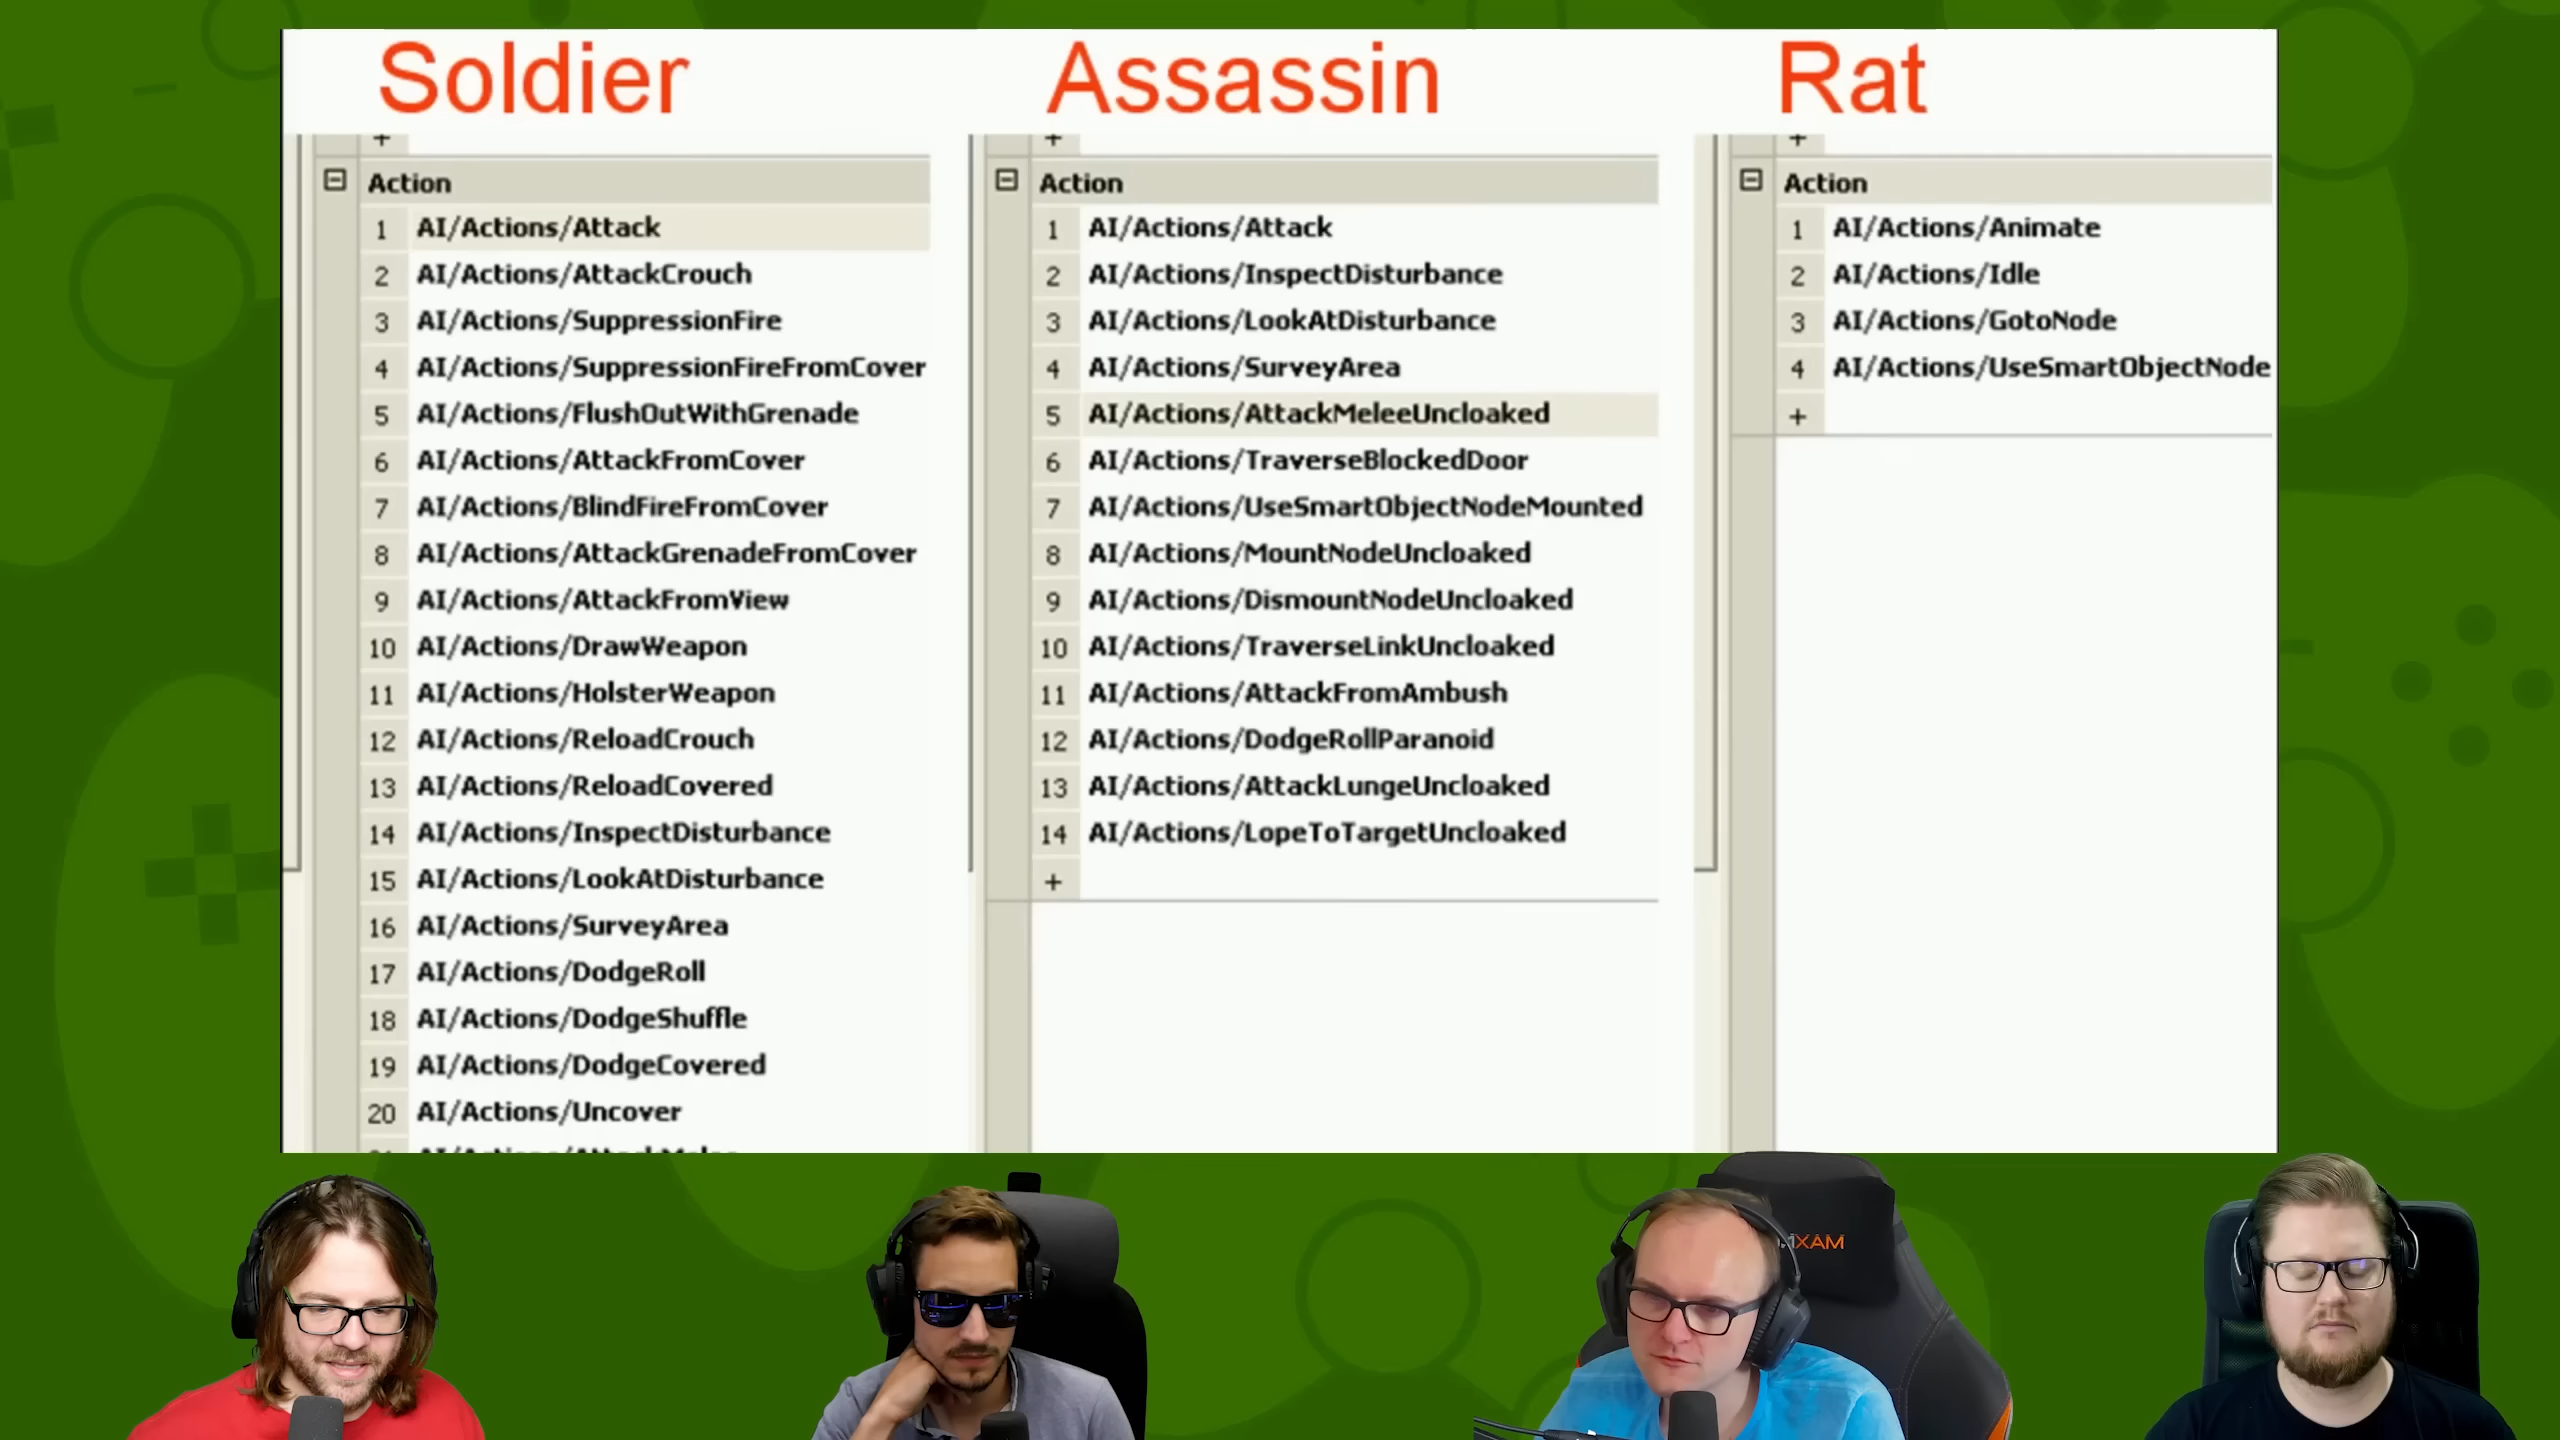 Soldier
Action
1 AI/Actions/Attack
2 AI/Actions/AttackCrouch
3 AI/Actions/SuppressionFire
4 AI/Actions/SuppressionFireFromCover
5 AI/Actions/FlushOutWithGrenade
6 AI/Actions/AttackFromCover
7 AI/Actions/BlindFireFromCover
8 AI/Actions/AttackGrenadeFromCover
9 AI/Actions/AttackFromView
10 AI/Actions/DrawWeapon
11 AI/Actions/HolsterWeapon
12 AI/Actions/ReloadCrouch
13 AI/Actions/ReloadCovered
14 AI/Actions/InspectDisturbance
15 AI/Actions/LookAtDisturbance
16 AI/Actions/SurveyArea
17 AI/Actions/DodgeRoll
18 AI/Actions/DodgeShuffle
19 AI/Actions/DodgeCovered
20 AI/Actions/Uncover
Assassin
Action
1 AI/Actions/Attack
2 AI/Actions/InspectDisturbance
3 AI/Actions/LookAtDisturbance
4 AI/Actions/SurveyArea
5 AI/Actions/AttackMeleeUncloaked
6 AI/Actions/TraverseBlockedDoor
7 AI/Actions/UseSmartObjectNodeMounted
8 AI/Actions/MountNodeUncloaked
9 AI/Actions/DismountNodeUncloaked
10 AI/Actions/TraverseLinkUncloaked
11 AI/Actions/AttackFromAmbush
12 AI/Actions/DodgeRollParanoid
13 AI/Actions/AttackLungeUncloaked
14 AI/Actions/LopeToTargetUncloaked
+
Rat
Action
1 AI/Actions/Animate
2 AI/Actions/Idle
3 AI/Actions/GotoNode
4 AI/Actions/UseSmartObjectNode
+